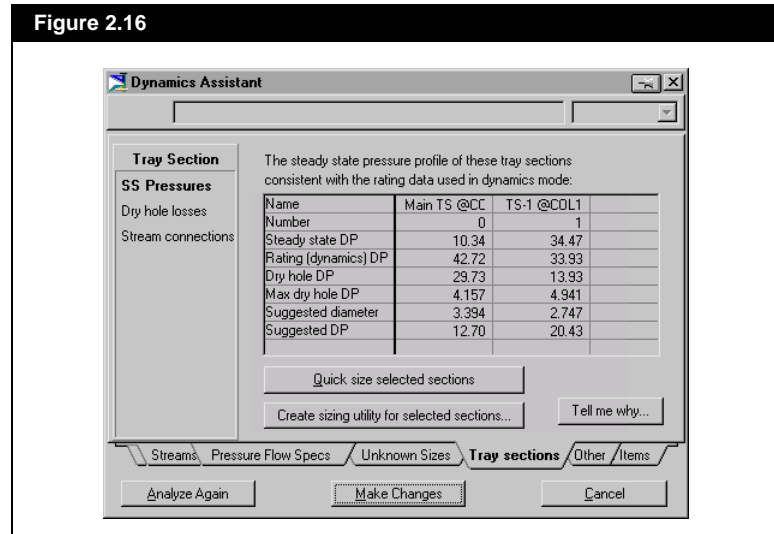 Figure 2.16
Dynamics Assistant
Tray Section
SS Pressures
Dry hole losses
Stream connections
The steady state pressure profile of these tray sections
consistent with the rating data used in dynamics mode:
Name Main TS @CC TS-1 @COL1
Number 0 1
Steady state DP 10.34 34.47
Rating (dynamics) DP 42.72 33.93
Dry hole DP 29.73 13.93
Max dry hole DP 4.157 4.941
Suggested diameter 3.394 2.747
Suggested DP 12.70 20.43
Quick size selected sections
Create sizing utility for selected sections...
Tell me why...
Streams Pressure Flow Specs Unknown Sizes Tray sections Other Items
Analyze Again Make Changes Cancel